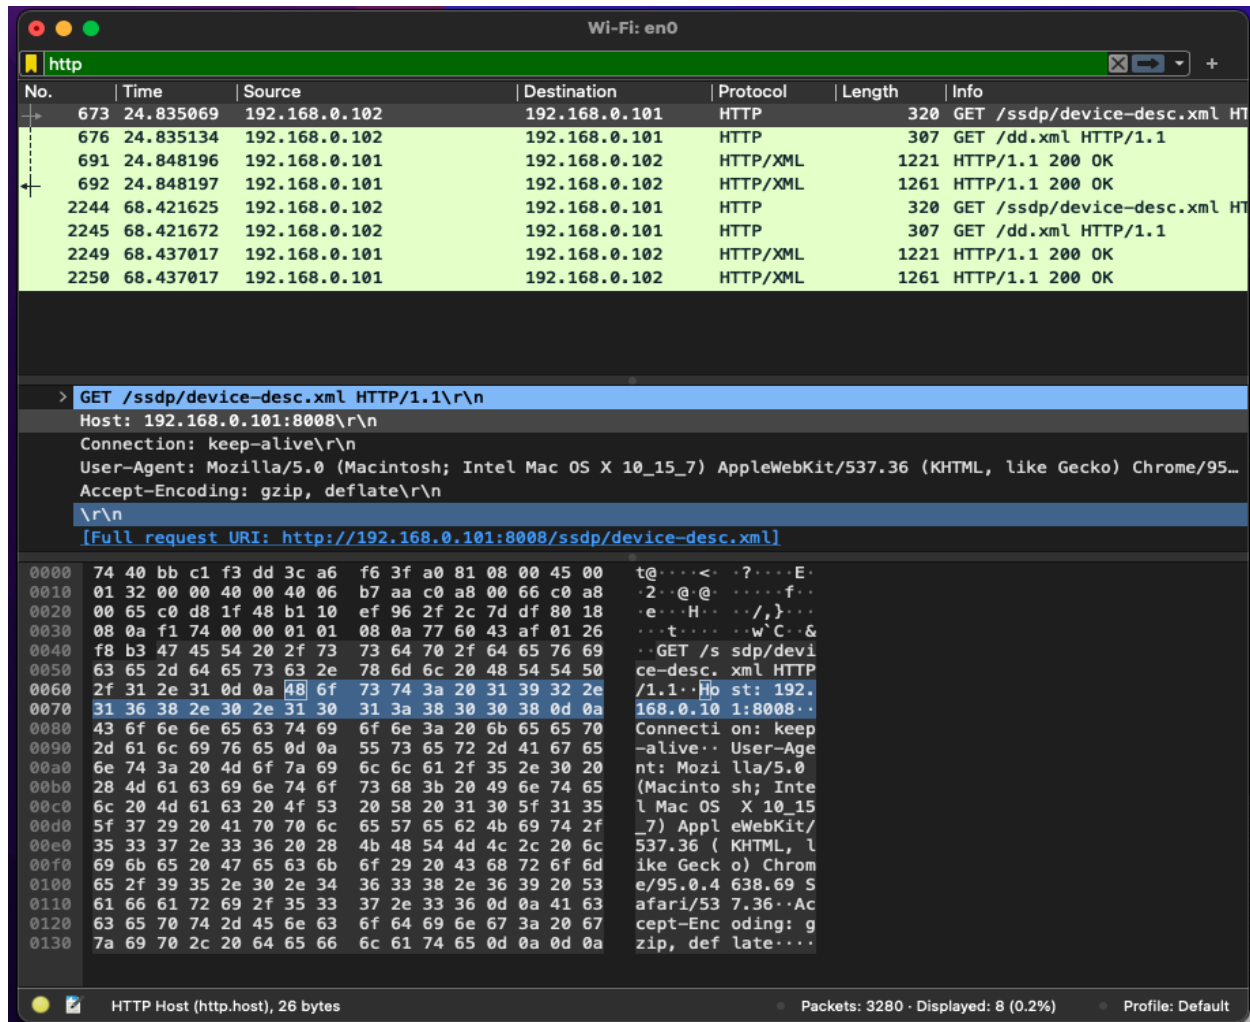 Wi-Fi: en0
http
No. Time Source Destination Protocol Length Info
673 24.835069 192.168.0.102 192.168.0.101 HTTP 320 GET /ssdp/device-desc.xml HT
676 24.835134 192.168.0.102 192.168.0.101 HTTP 307 GET /dd.xml HTTP/1.1
691 24.848196 192.168.0.101 192.168.0.102 HTTP/XML 1221 HTTP/1.1 200 OK
692 24.848197 192.168.0.101 192.168.0.102 HTTP/XML 1261 HTTP/1.1 200 OK
2244 68.421625 192.168.0.102 192.168.0.101 HTTP 320 GET /ssdp/device-desc.xml HT
2245 68.421672 192.168.0.102 192.168.0.101 HTTP 307 GET /dd.xml HTTP/1.1
2249 68.437017 192.168.0.101 192.168.0.102 HTTP/XML 1221 HTTP/1.1 200 OK
2250 68.437017 192.168.0.101 192.168.0.102 HTTP/XML 1261 HTTP/1.1 200 OK
GET /ssdp/device-desc.xml HTTP/1.1\r\n
Host: 192.168.0.101:8008\r\n
Connection: keep-alive\r\n
User-Agent: Mozilla/5.0 (Macintosh; Intel Mac OS X 10_15_7) AppleWebKit/537.36 (KHTML, like Gecko) Chrome/95…
Accept-Encoding: gzip, deflate\r\n
\r\n
[Full request URI: http://192.168.0.101:8008/ssdp/device-desc.xml]
0000 74 40 bb c1 f3 dd 3c a6 f6 3f a0 81 08 00 45 00 t@····<· ·?····E·
0010 01 32 00 00 40 00 40 06 b7 aa c0 a8 00 66 c0 a8 ·2··@·@· ·····f··
0020 00 65 c0 d8 1f 48 b1 10 ef 96 2f 2c 7d df 80 18 ·e···H·· ··/,}···
0030 08 0a f1 74 00 00 01 01 08 0a 77 60 43 af 01 26 ···t···· ··w`C··&
0040 f8 b3 47 45 54 20 2f 73 73 64 70 2f 64 65 76 69 ··GET /s sdp/devi
0050 63 65 2d 64 65 73 63 2e 78 6d 6c 20 48 54 54 50 ce-desc. xml HTTP
0060 2f 31 2e 31 0d 0a 48 6f 73 74 3a 20 31 39 32 2e /1.1··Ho st: 192.
0070 31 36 38 2e 30 2e 31 30 31 3a 38 30 30 38 0d 0a 168.0.10 1:8008··
0080 43 6f 6e 6e 65 63 74 69 6f 6e 3a 20 6b 65 65 70 Connecti on: keep
0090 2d 61 6c 69 76 65 0d 0a 55 73 65 72 2d 41 67 65 -alive·· User-Age
00a0 6e 74 3a 20 4d 6f 7a 69 6c 6c 61 2f 35 2e 30 20 nt: Mozi lla/5.0
00b0 28 4d 61 63 69 6e 74 6f 73 68 3b 20 49 6e 74 65 (Macinto sh; Inte
00c0 6c 20 4d 61 63 20 4f 53 20 58 20 31 30 5f 31 35 l Mac OS X 10_15
00d0 5f 37 29 20 41 70 70 6c 65 57 65 62 4b 69 74 2f _7) Appl eWebKit/
00e0 35 33 37 2e 33 36 20 28 4b 48 54 4d 4c 2c 20 6c 537.36 ( KHTML, l
00f0 69 6b 65 20 47 65 63 6b 6f 29 20 43 68 72 6f 6d ike Geck o) Chrom
0100 65 2f 39 35 2e 30 2e 34 36 33 38 2e 36 39 20 53 e/95.0.4 638.69 S
0110 61 66 61 72 69 2f 35 33 37 2e 33 36 0d 0a 41 63 afari/53 7.36··Ac
0120 63 65 70 74 2d 45 6e 63 6f 64 69 6e 67 3a 20 67 cept-Enc oding: g
0130 7a 69 70 2c 20 64 65 66 6c 61 74 65 0d 0a 0d 0a zip, def late····
HTTP Host (http.host), 26 bytes Packets: 3280 · Displayed: 8 (0.2%) Profile: Default